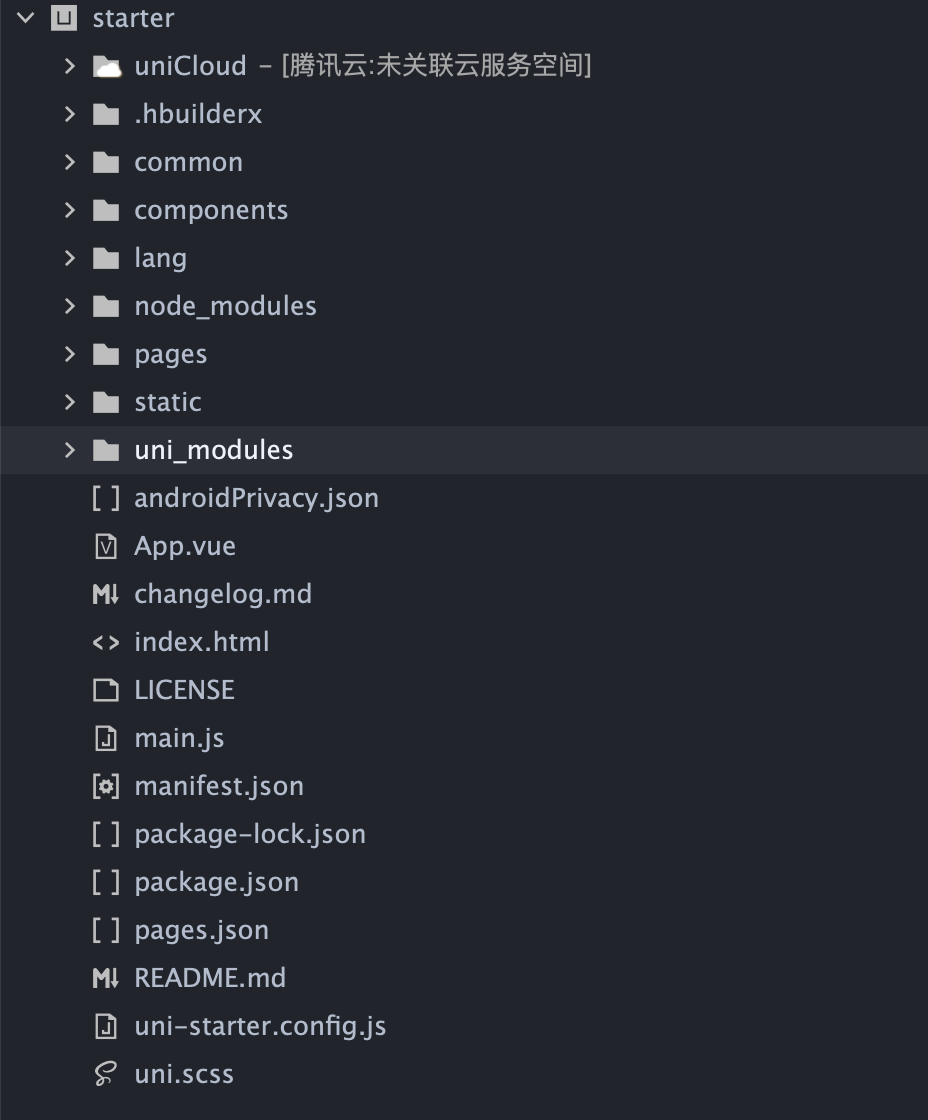 starter
uniCloud – [腾讯云:未关联云服务空间]
.hbuilderx
common
components
lang
node_modules
pages
static
uni_modules
[ ] androidPrivacy.json
App.vue
changelog.md
<> index.html
LICENSE
main.js
manifest.json
[ ] package-lock.json
[ ] package.json
[ ] pages.json
README.md
uni-starter.config.js
uni.scss